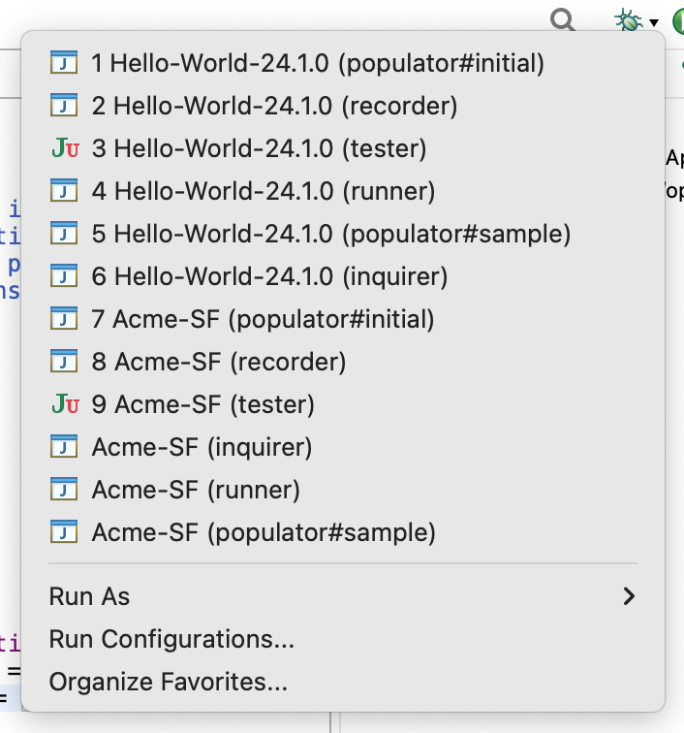 1 Hello-World-24.1.0 (populator#initial)
2 Hello-World-24.1.0 (recorder)
Ju 3 Hello-World-24.1.0 (tester)
4 Hello-World-24.1.0 (runner)
5 Hello-World-24.1.0 (populator#sample)
6 Hello-World-24.1.0 (inquirer)
7 Acme-SF (populator#initial)
8 Acme-SF (recorder)
Ju 9 Acme-SF (tester)
Acme-SF (inquirer)
Acme-SF (runner)
Acme-SF (populator#sample)
Run As
Run Configurations...
Organize Favorites...